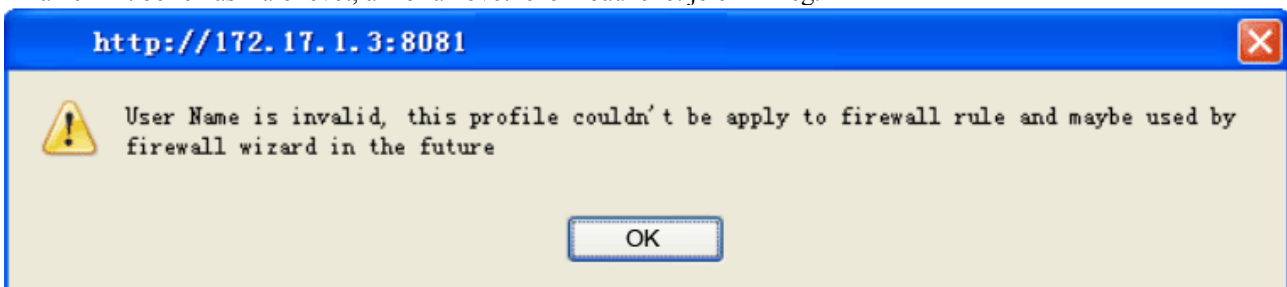 http://172.17.1.3:8081
User Name is invalid, this profile couldn't be apply to firewall rule and maybe used by
firewall wizard in the future
OK